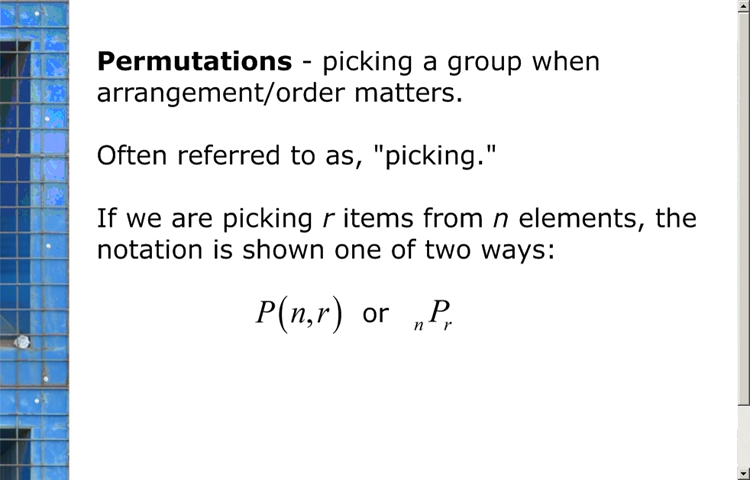 Permutations - picking a group when
arrangement/order matters.
Often referred to as, "picking."
If we are picking r items from n elements, the
notation is shown one of two ways:
P(n,r) or nPr